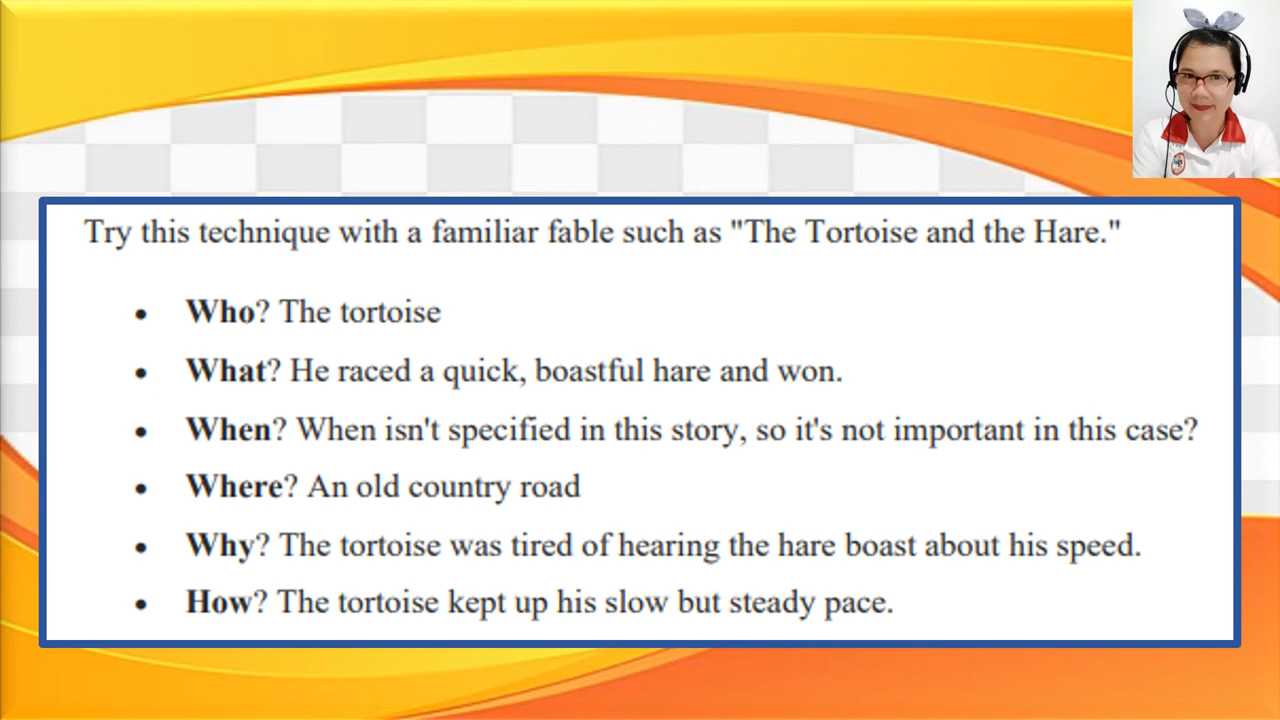 Try this technique with a familiar fable such as "The Tortoise and the Hare."
• Who? The tortoise
• What? He raced a quick, boastful hare and won.
• When? When isn't specified in this story, so it's not important in this case?
• Where? An old country road
• Why? The tortoise was tired of hearing the hare boast about his speed.
• How? The tortoise kept up his slow but steady pace.